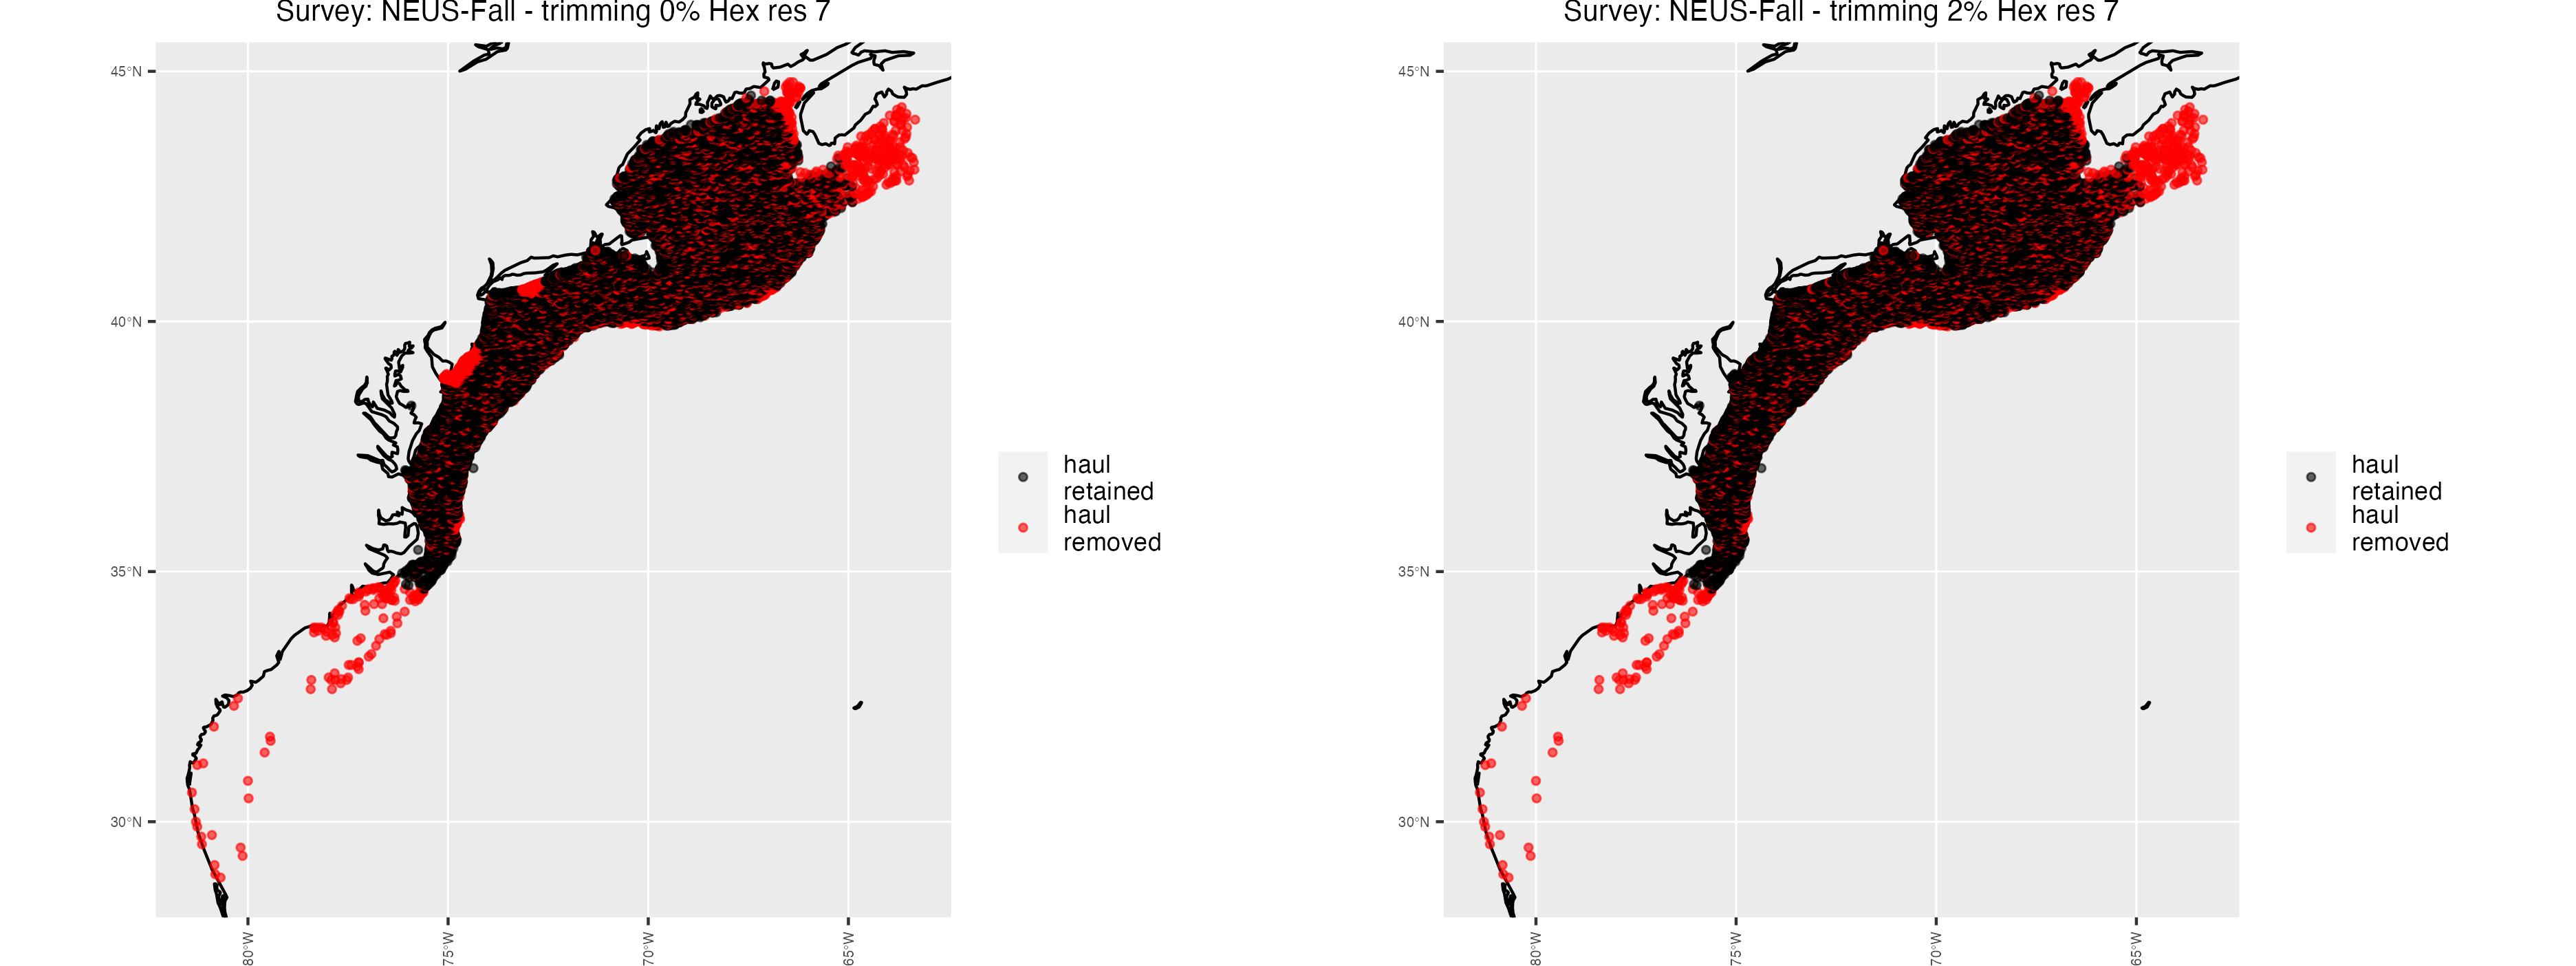 Survey: NEUS-Fall - trimming 0% Hex res 7
45°N
40°N
35°N
30°N
80°W
75°W
70°W
65°W
haul
retained
haul
removed
Survey: NEUS-Fall - trimming 2% Hex res 7
45°N
40°N
35°N
30°N
80°W
75°W
70°W
65°W
haul
retained
haul
removed